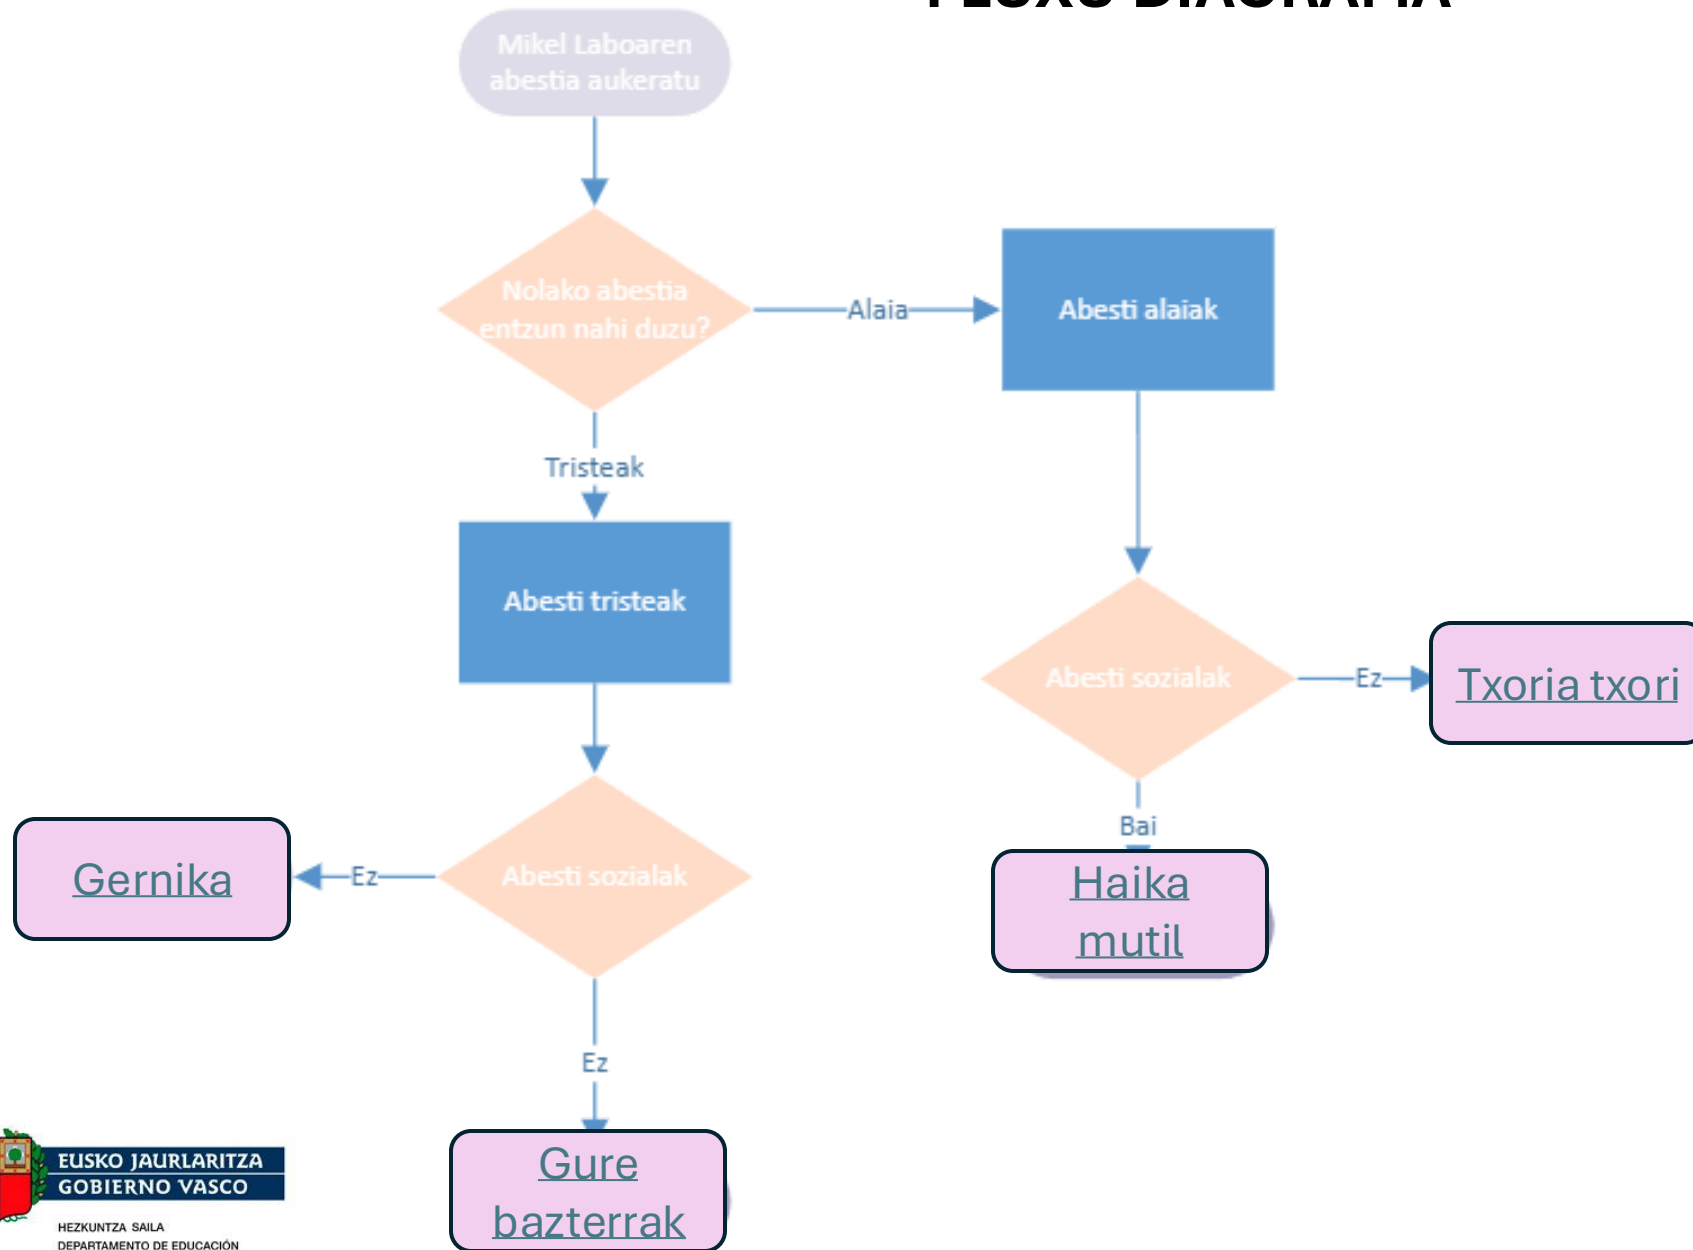 FLUXU DIAGRAMA
Mikel Laboaren
abestia aukeratu
Nolako abestia
entzun nahi duzu?
Alaia
Abesti alaiak
Tristeak
Abesti tristeak
Abesti sozialak
Ez
Txoria txori
Bai
Haika
mutil
Abesti sozialak
Ez
Gernika
Ez
Gure
bazterrak
EUSKO JAURLARITZA
GOBIERNO VASCO
HEZKUNTZA SAILA
DEPARTAMENTO DE EDUCACIÓN